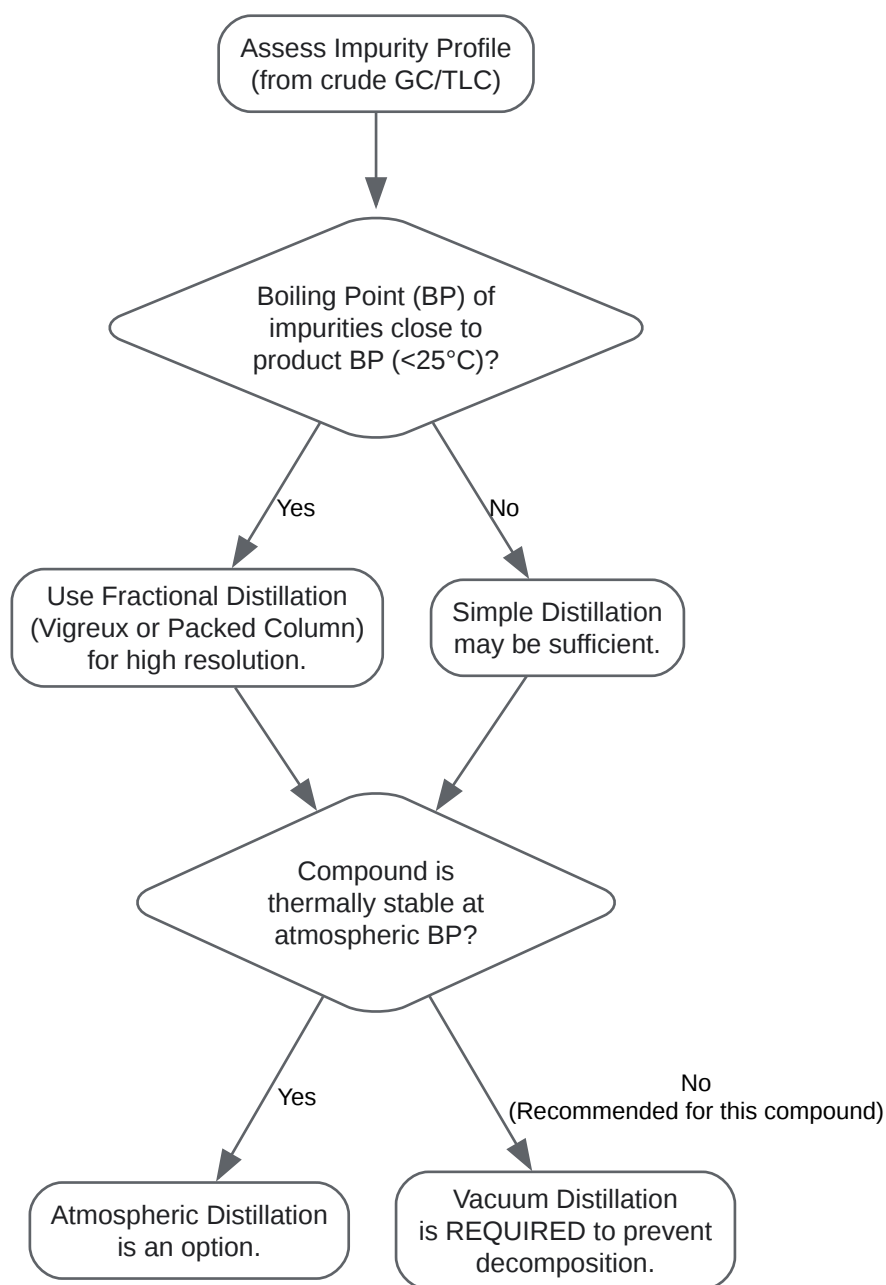 Assess Impurity Profile
(from crude GC/TLC)
Boiling Point (BP) of
impurities close to
product BP (<25°C)?
Yes
No
Use Fractional Distillation
(Vigreux or Packed Column)
for high resolution.
Simple Distillation
may be sufficient.
Compound is
thermally stable at
atmospheric BP?
Yes
No
(Recommended for this compound)
Atmospheric Distillation
is an option.
Vacuum Distillation
is REQUIRED to prevent
decomposition.